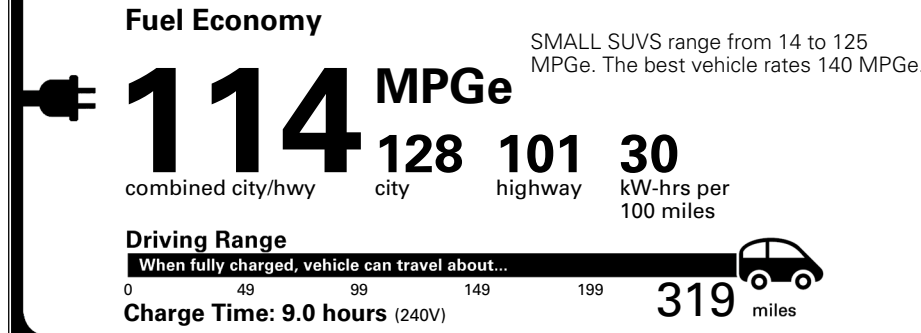 Fuel Economy
SMALL SUVS range from 14 to 125
MPGe. The best vehicle rates 140 MPGe.
114 MPGe
128 101 30
combined city/hwy city highway kW-hrs per
100 miles
Driving Range
When fully charged, vehicle can travel about...
0 49 99 149 199 319 miles
Charge Time: 9.0 hours (240V)